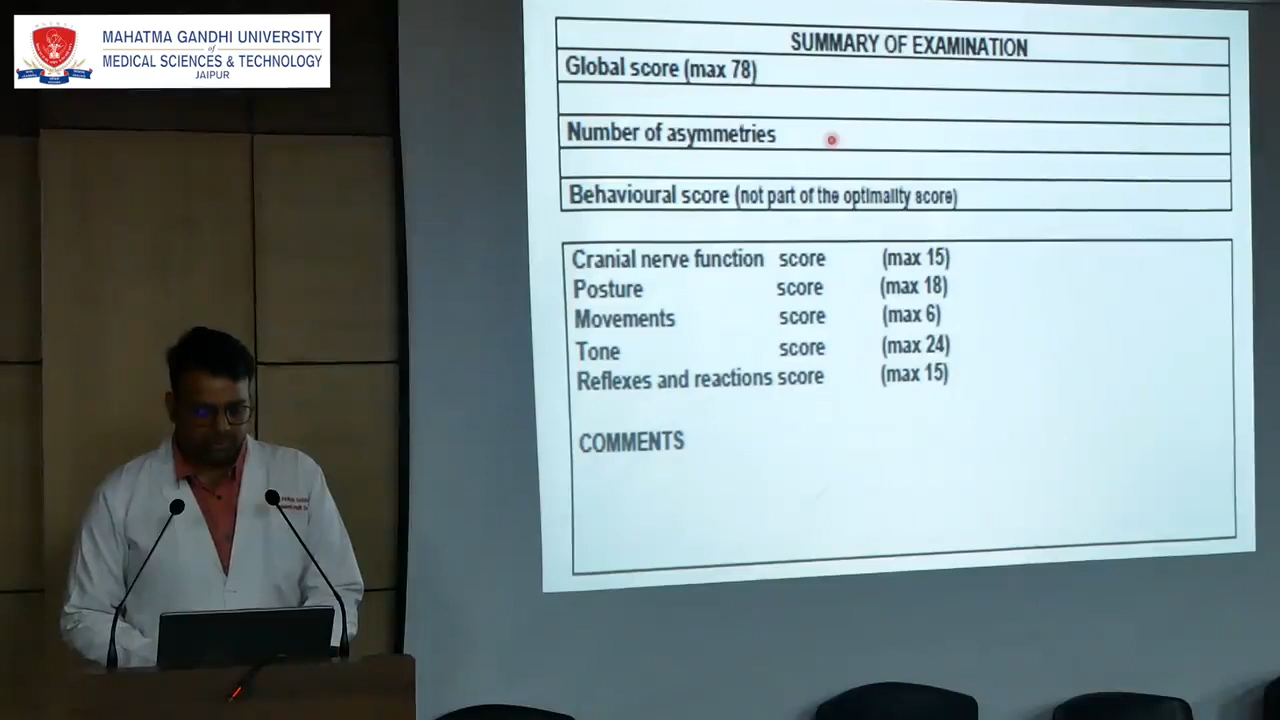 MAHATMA GANDHI UNIVERSITY
of
MEDICAL SCIENCES & TECHNOLOGY
JAIPUR
SUMMARY OF EXAMINATION
Global score (max 78)
Number of asymmetries
Behavioural score (not part of the optimality score)
Cranial nerve function score (max 15)
Posture score (max 18)
Movements score (max 6)
Tone score (max 24)
Reflexes and reactions score (max 15)
COMMENTS